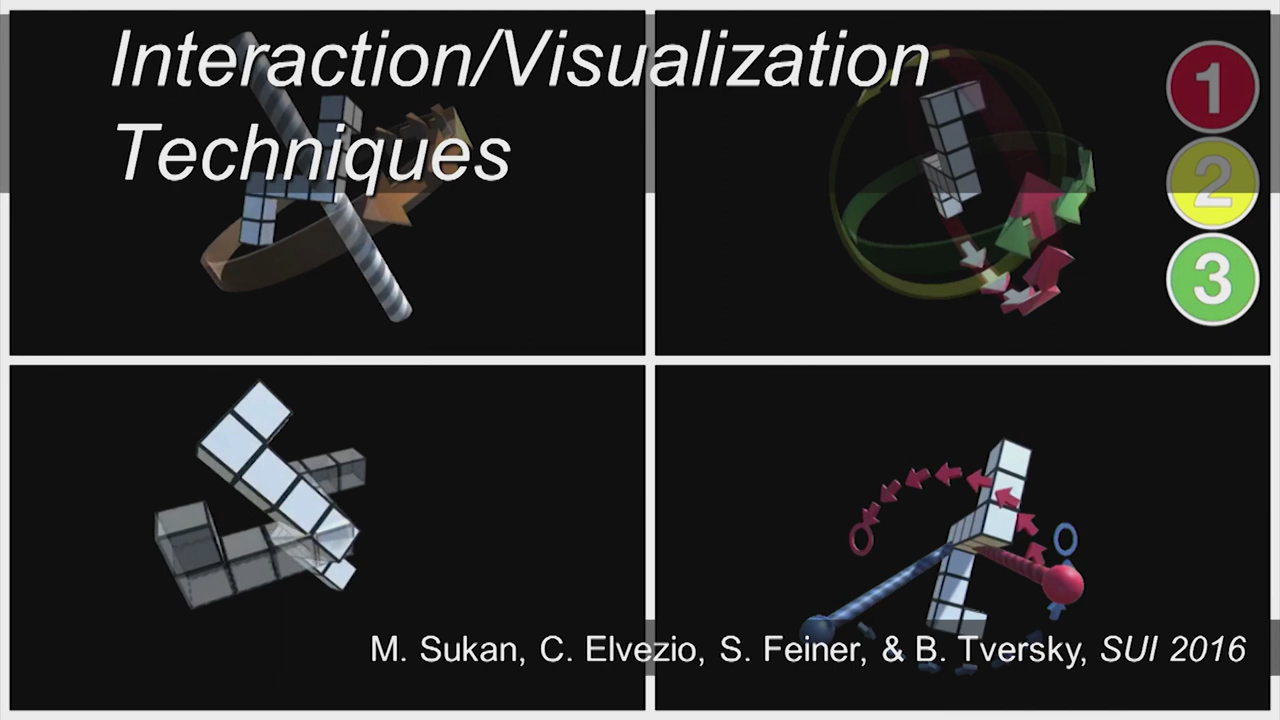 Interaction/Visualization
Techniques
1
2
3
M. Sukan, C. Elvezio, S. Feiner, & B. Tversky, SUI 2016